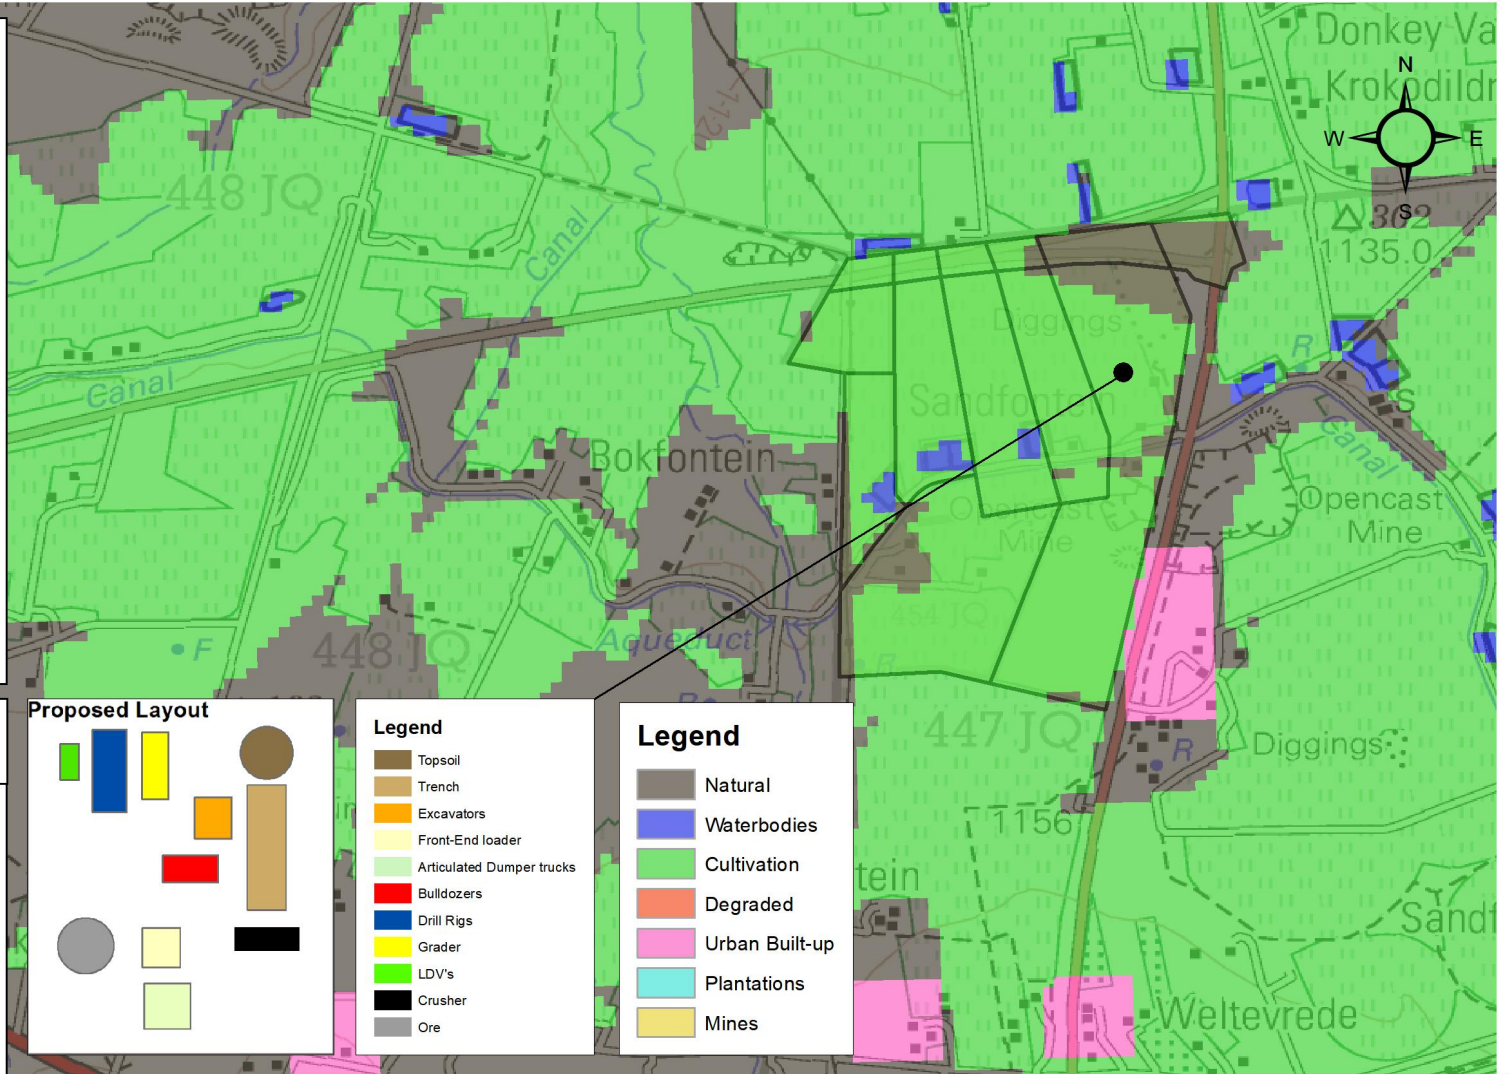 Donkey Va
Krokodildr
N
W
E
S
448 JQ
Canal
302
1135.0
Diggings
R
Canal
Sandfontein
S
Canal
Bokfontein
Opencast
Mine
Opencast
Mine
454 JQ
Aqueduct
F
448 JQ
R
447 JQ
Diggings
R
1156
tein
Sandf
Weltevrede
Proposed Layout
Legend
Topsoil
Trench
Excavators
Front-End loader
Articulated Dumper trucks
Bulldozers
Drill Rigs
Grader
LDV's
Crusher
Ore
Legend
Natural
Waterbodies
Cultivation
Degraded
Urban Built-up
Plantations
Mines